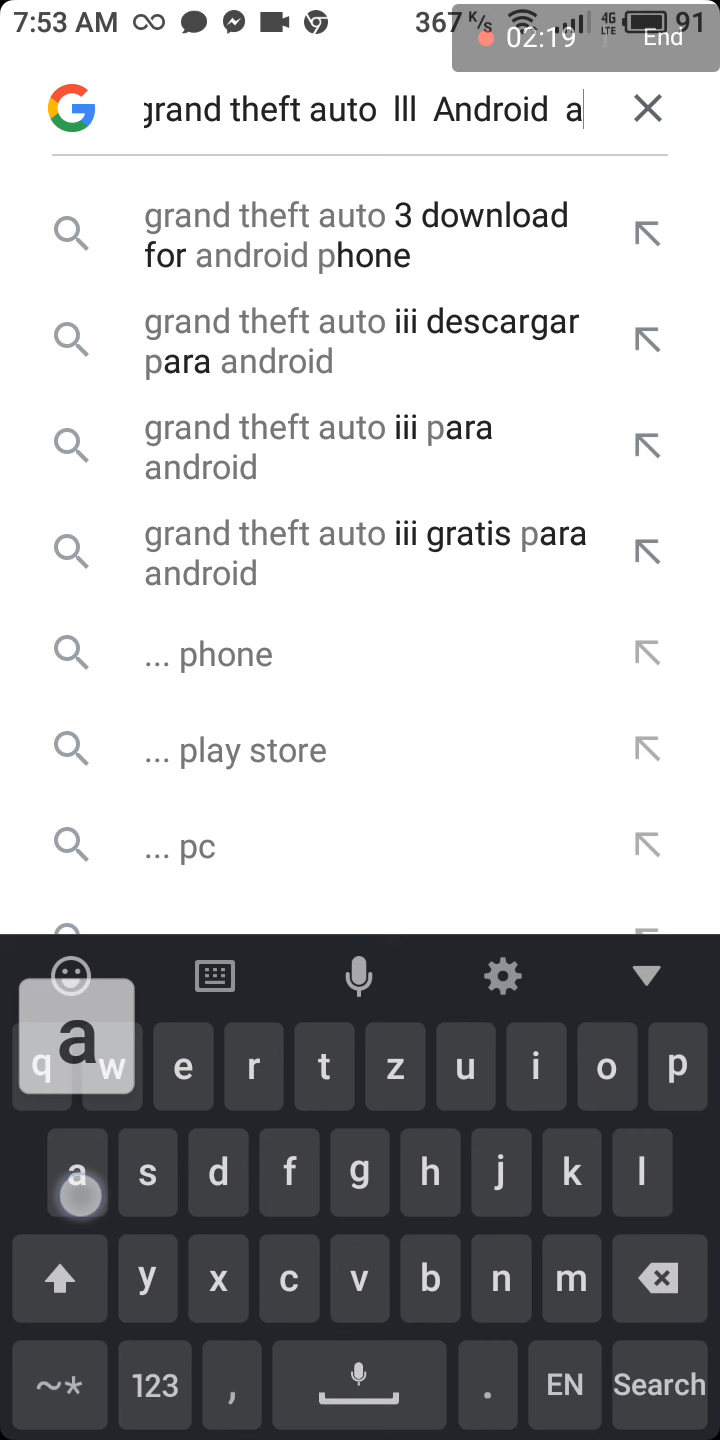 7:53 AM 367 K/s 4G LTE 91
02:19 End
grand theft auto lll Android a
grand theft auto 3 download
for android phone
grand theft auto iii descargar
para android
grand theft auto iii para
android
grand theft auto iii gratis para
android
... phone
... play store
... pc
a
q w e r t z u i o p
a s d f g h j k l
y x c v b n m
~* 123 , . EN Search